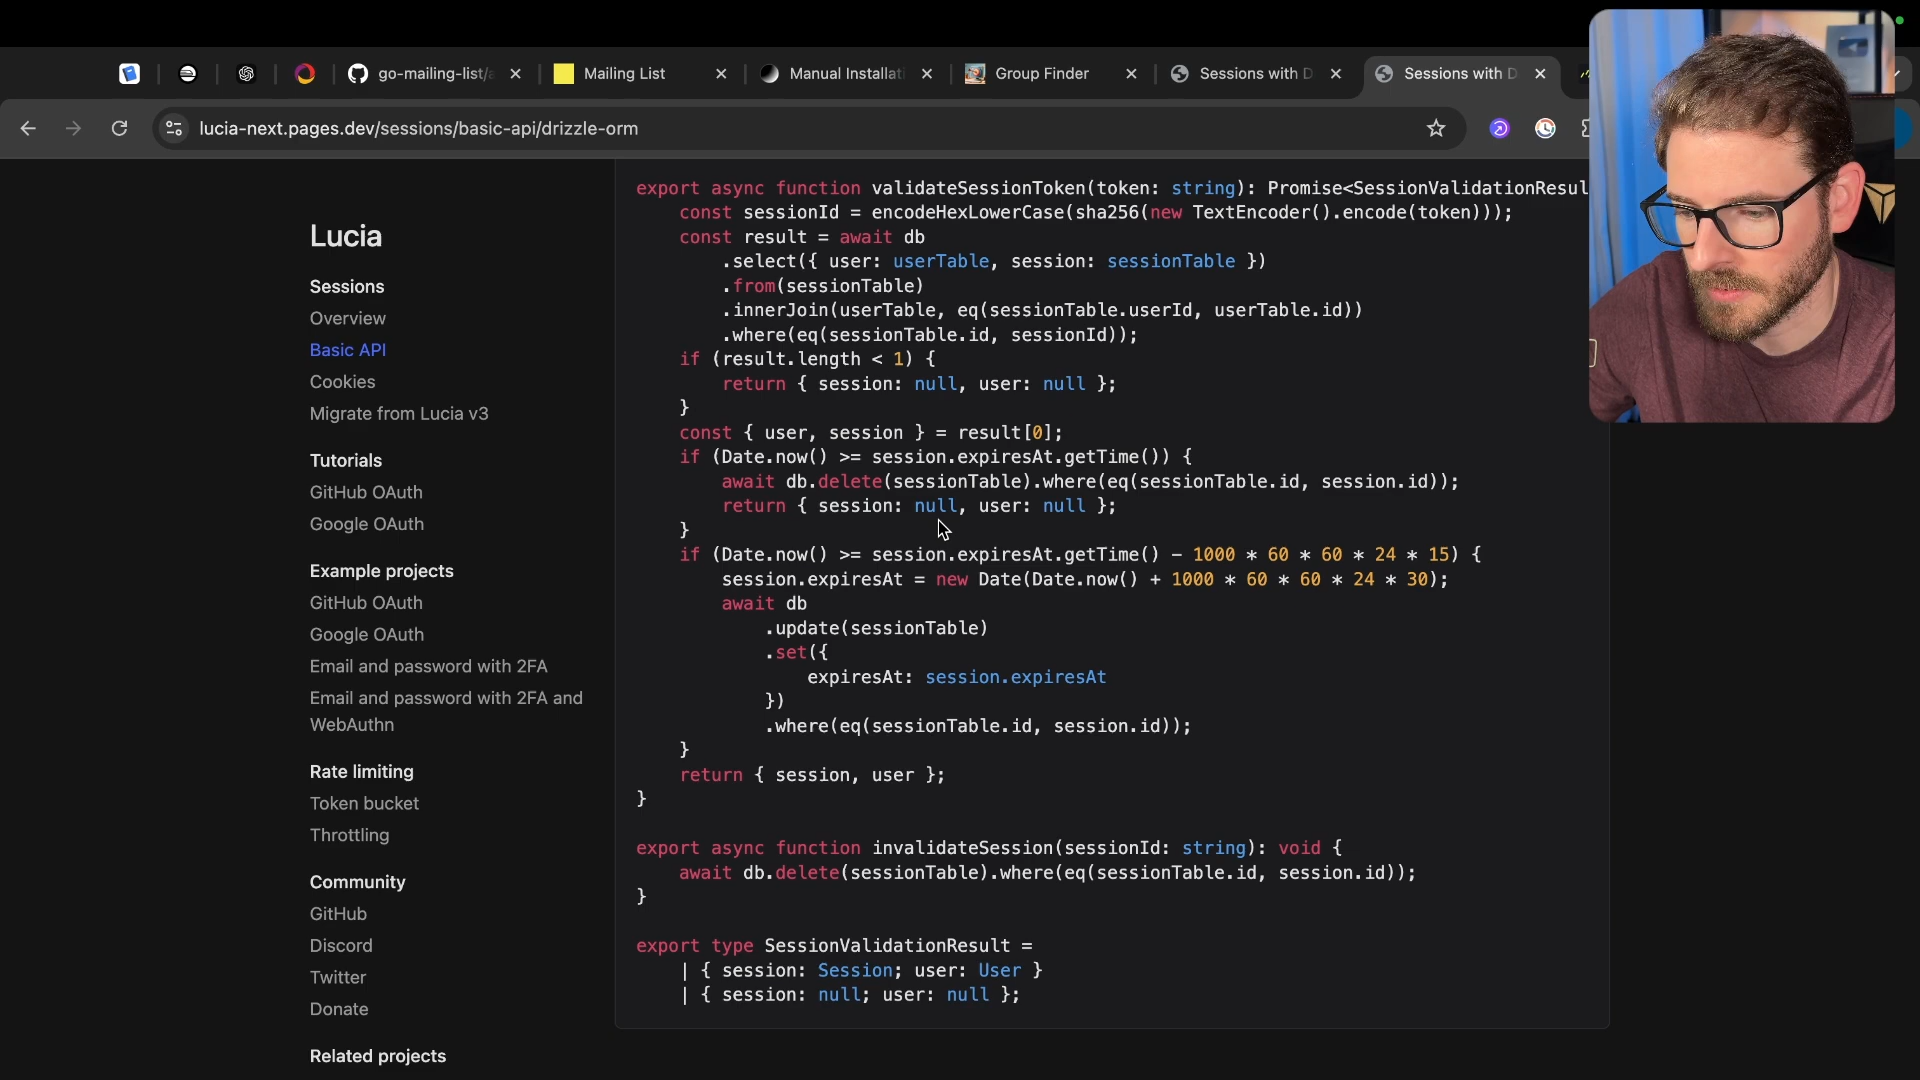 go-mailing-list/
Mailing List
Manual Installati
Group Finder
Sessions with D
Sessions with D
lucia-next.pages.dev/sessions/basic-api/drizzle-orm
Lucia
Sessions
Overview
Basic API
Cookies
Migrate from Lucia v3
Tutorials
GitHub OAuth
Google OAuth
Example projects
GitHub OAuth
Google OAuth
Email and password with 2FA
Email and password with 2FA and
WebAuthn
Rate limiting
Token bucket
Throttling
Community
GitHub
Discord
Twitter
Donate
Related projects
export async function validateSessionToken(token: string): Promise<SessionValidationResul
const sessionId = encodeHexLowerCase(sha256(new TextEncoder().encode(token)));
const result = await db
.select({ user: userTable, session: sessionTable })
.from(sessionTable)
.innerJoin(userTable, eq(sessionTable.userId, userTable.id))
.where(eq(sessionTable.id, sessionId));
if (result.length < 1) {
return { session: null, user: null };
}
const { user, session } = result[0];
if (Date.now() >= session.expiresAt.getTime()) {
await db.delete(sessionTable).where(eq(sessionTable.id, session.id));
return { session: null, user: null };
}
if (Date.now() >= session.expiresAt.getTime() - 1000 * 60 * 60 * 24 * 15) {
session.expiresAt = new Date(Date.now() + 1000 * 60 * 60 * 24 * 30);
await db
.update(sessionTable)
.set({
expiresAt: session.expiresAt
})
.where(eq(sessionTable.id, session.id));
}
return { session, user };
}
export async function invalidateSession(sessionId: string): void {
await db.delete(sessionTable).where(eq(sessionTable.id, session.id));
}
export type SessionValidationResult =
| { session: Session; user: User }
| { session: null; user: null };